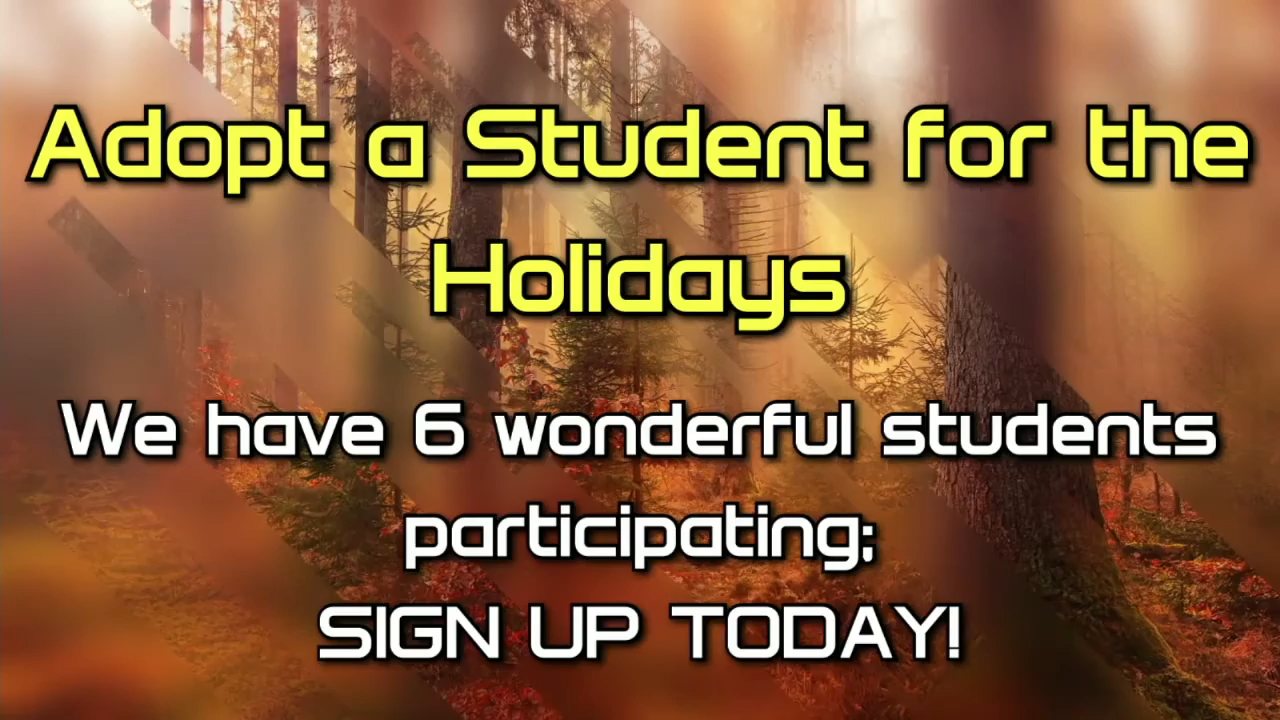 Adopt a Student for the
Holidays
We have 6 wonderful students
participating;
SIGN UP TODAY!